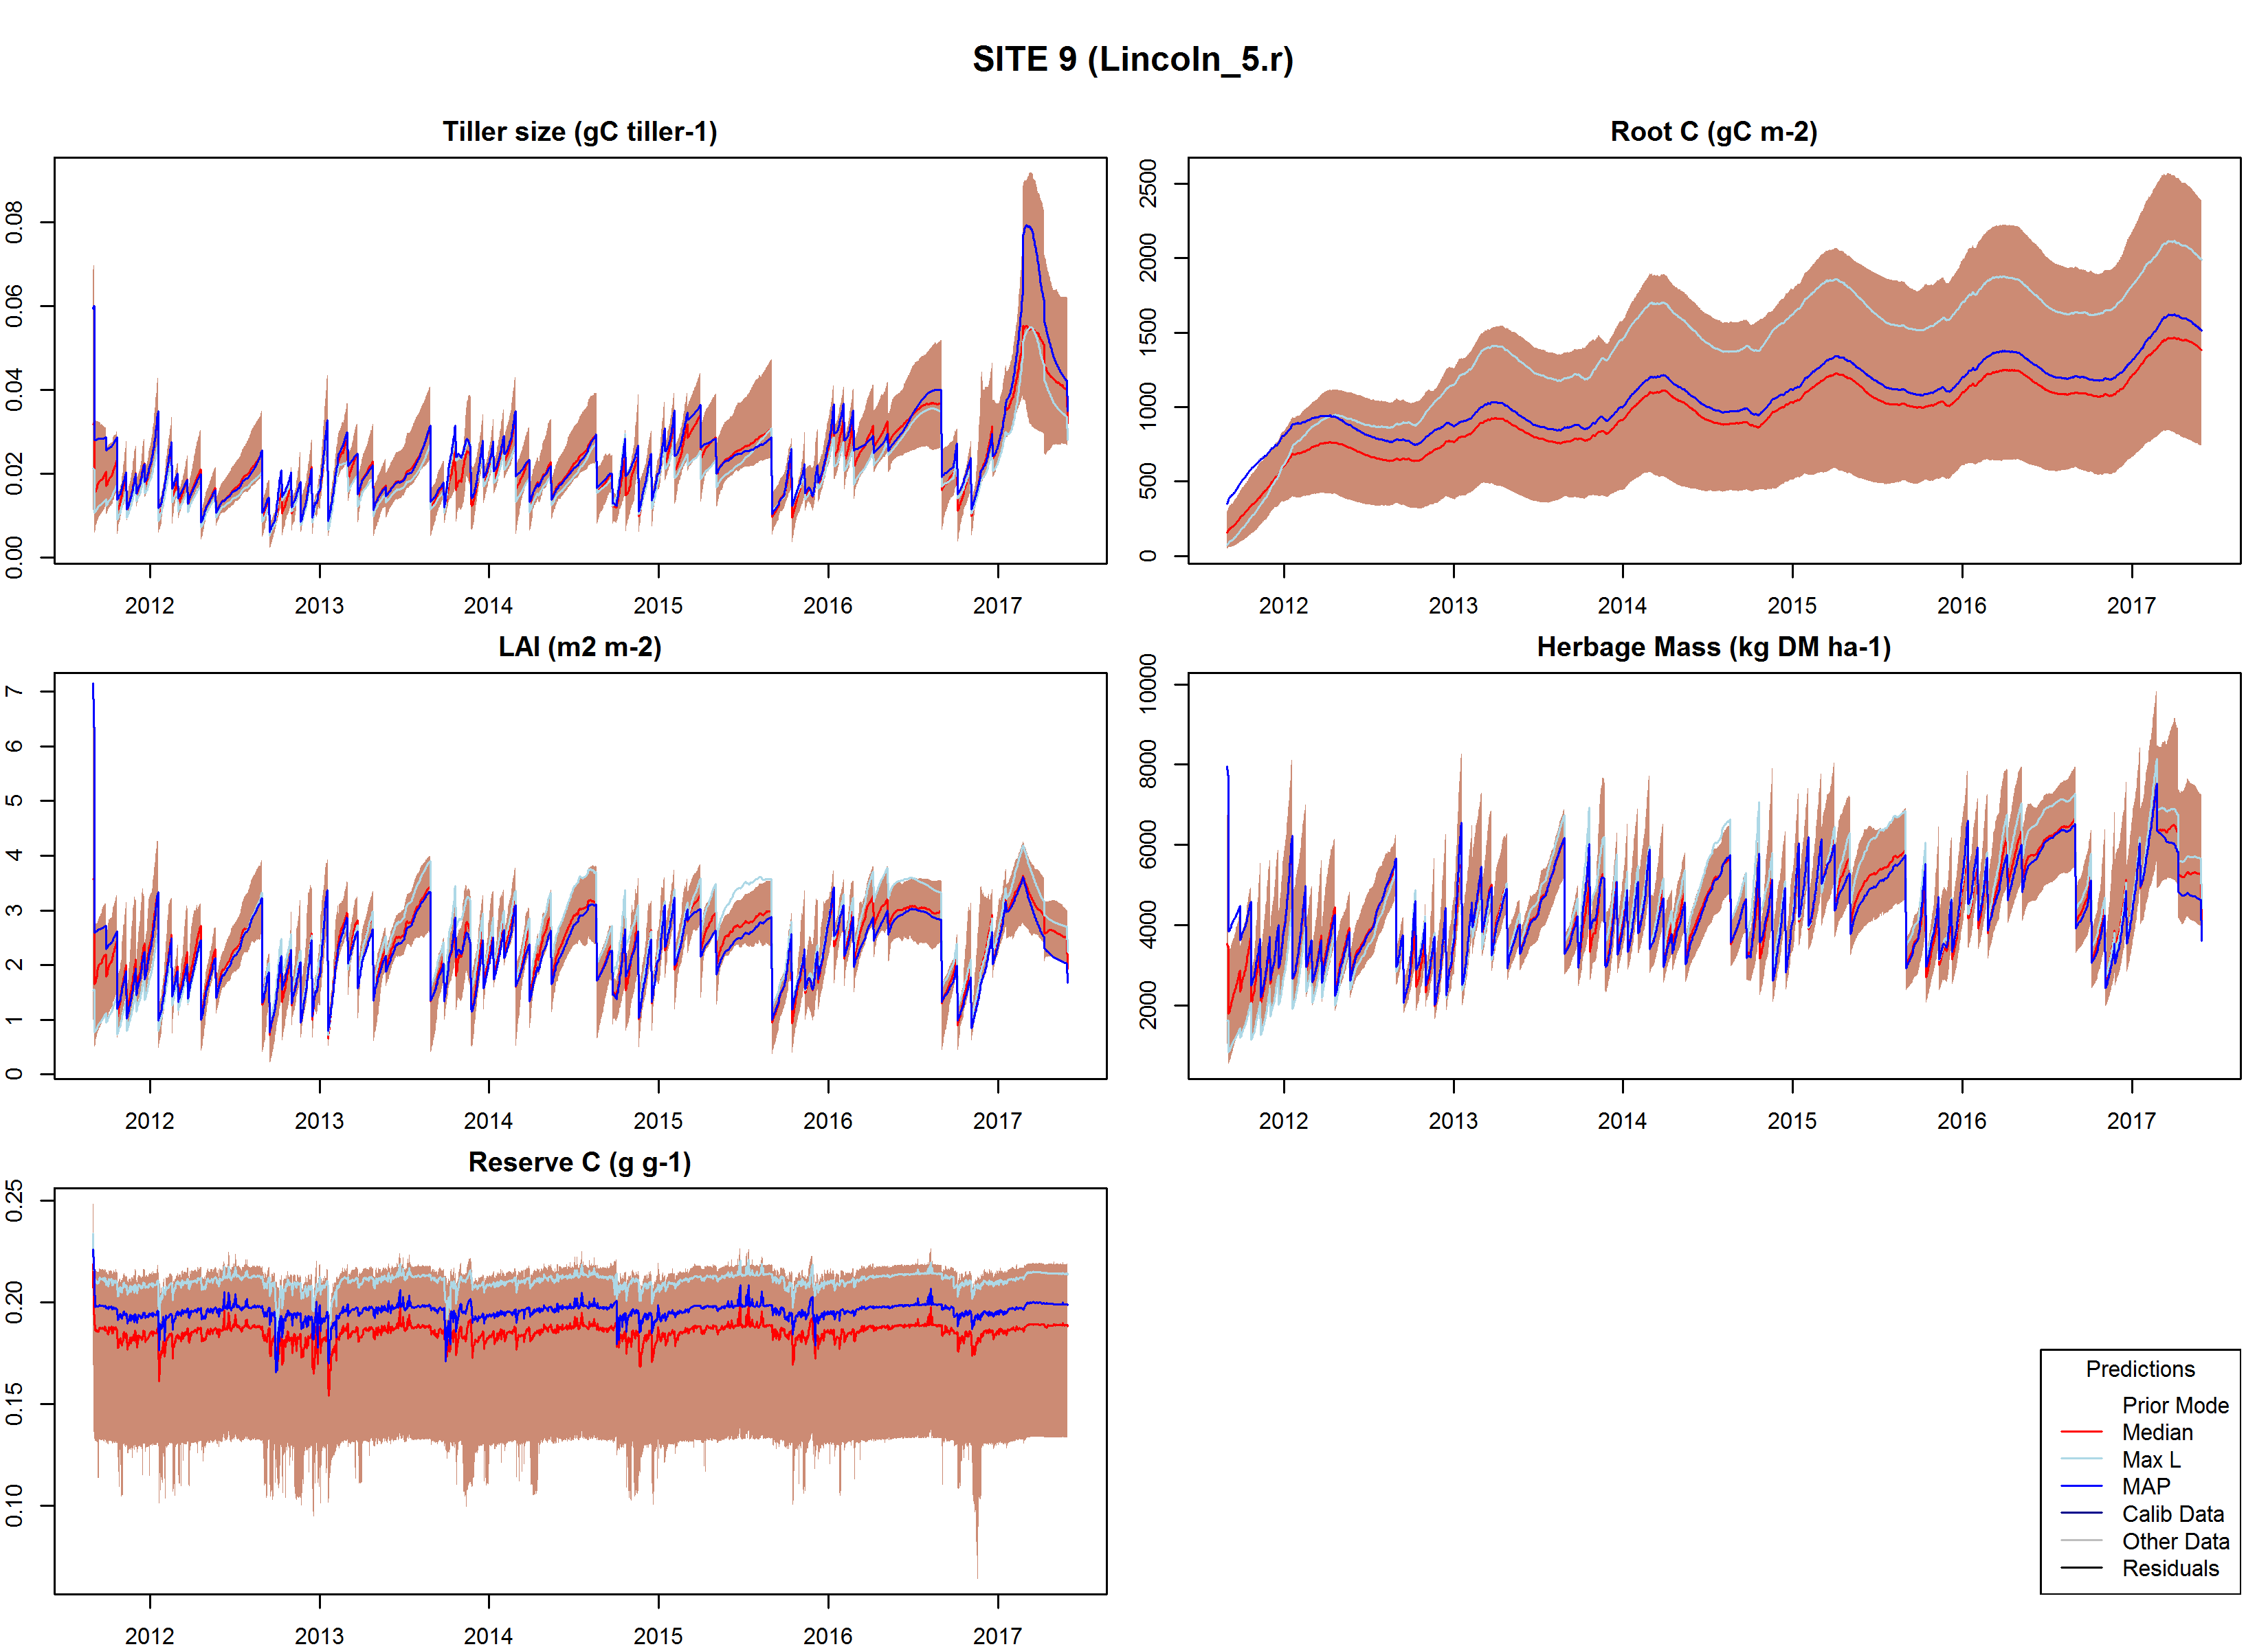 SITE 9 (Lincoln_5.r)
Tiller size (gC tiller-1)
0.00 0.02 0.04 0.06 0.08
2012 2013 2014 2015 2016 2017
Root C (gC m-2)
0 500 1000 1500 2000 2500
2012 2013 2014 2015 2016 2017
LAI (m2 m-2)
0 1 2 3 4 5 6 7
2012 2013 2014 2015 2016 2017
Herbage Mass (kg DM ha-1)
2000 4000 6000 8000 10000
2012 2013 2014 2015 2016 2017
Reserve C (g g-1)
0.10 0.15 0.20 0.25
2012 2013 2014 2015 2016 2017
Predictions
Prior Mode
Median
Max L
MAP
Calib Data
Other Data
Residuals